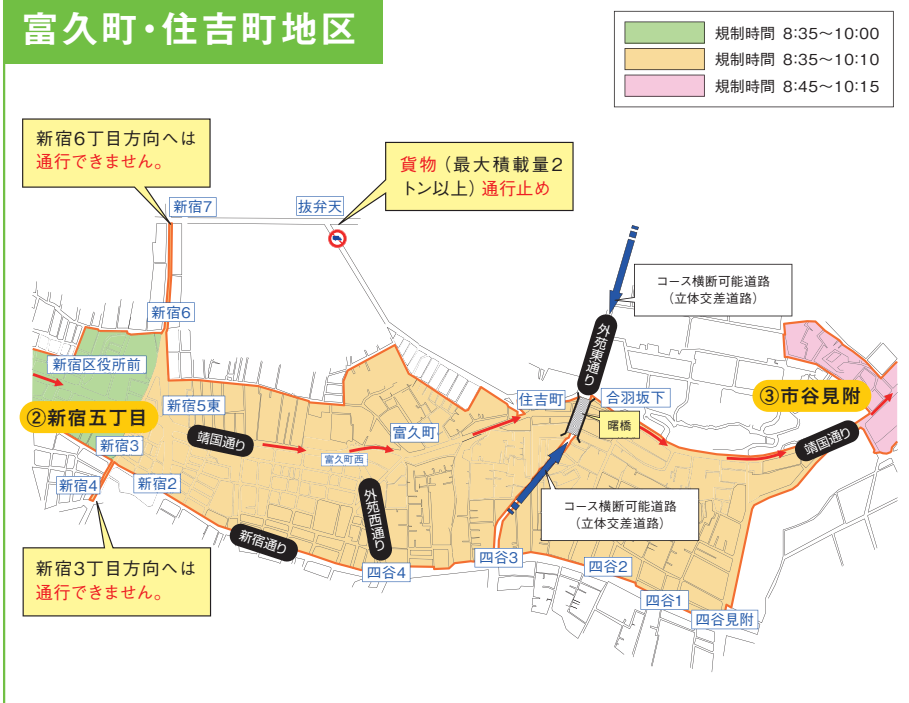 富久町・住吉町地区
規制時間 8:35～10:00
規制時間 8:35～10:10
規制時間 8:45～10:15
新宿6丁目方向へは
通行できません。
貨物（最大積載量2
トン以上）通行止め
新宿7
抜弁天
コース横断可能道路
（立体交差道路）
新宿6
外苑東通り
新宿区役所前
住吉町
合羽坂下
③市谷見附
②新宿五丁目
新宿5東
曙橋
富久町
靖国通り
靖国通り
新宿3
富久町西
新宿4
新宿2
外苑西通り
コース横断可能道路
（立体交差道路）
新宿通り
四谷3
四谷4
四谷2
新宿3丁目方向へは
通行できません。
四谷1
四谷見附